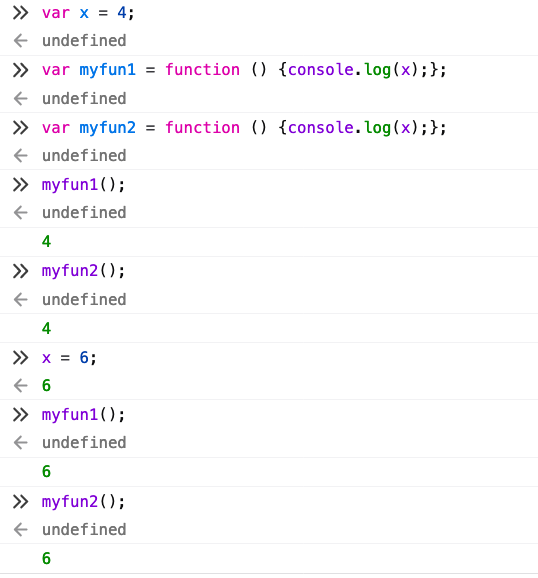 >> var x = 4;
← undefined
>> var myfun1 = function () {console.log(x);};
← undefined
>> var myfun2 = function () {console.log(x);};
← undefined
>> myfun1();
← undefined
4
>> myfun2();
← undefined
4
>> x = 6;
← 6
>> myfun1();
← undefined
6
>> myfun2();
← undefined
6